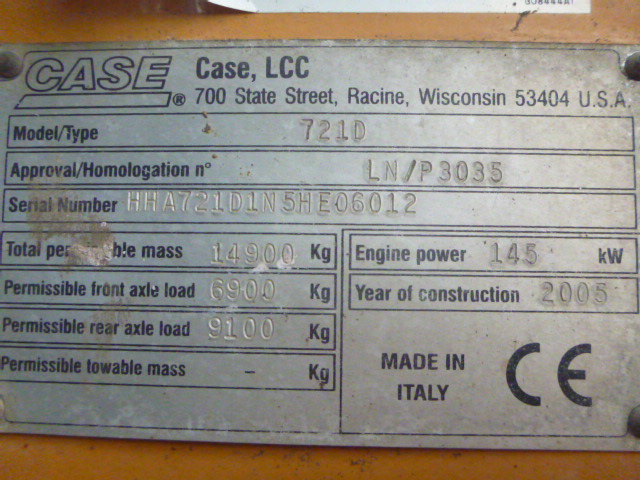 CASE
®
Case, LCC
700 State Street, Racine, Wisconsin 53404 U.S.A.
Model/Type 721D
Approval/Homologation n° LN/P3035
Serial Number HHA721D1N5HE06012
Total ble mass 14900 Kg
Permissible front axle load 6900 Kg
Permissible rear axle load 9100 Kg
Permissible towable mass - Kg
Engine power 145 kW
Year of construction 2005
MADE IN
ITALY
CE